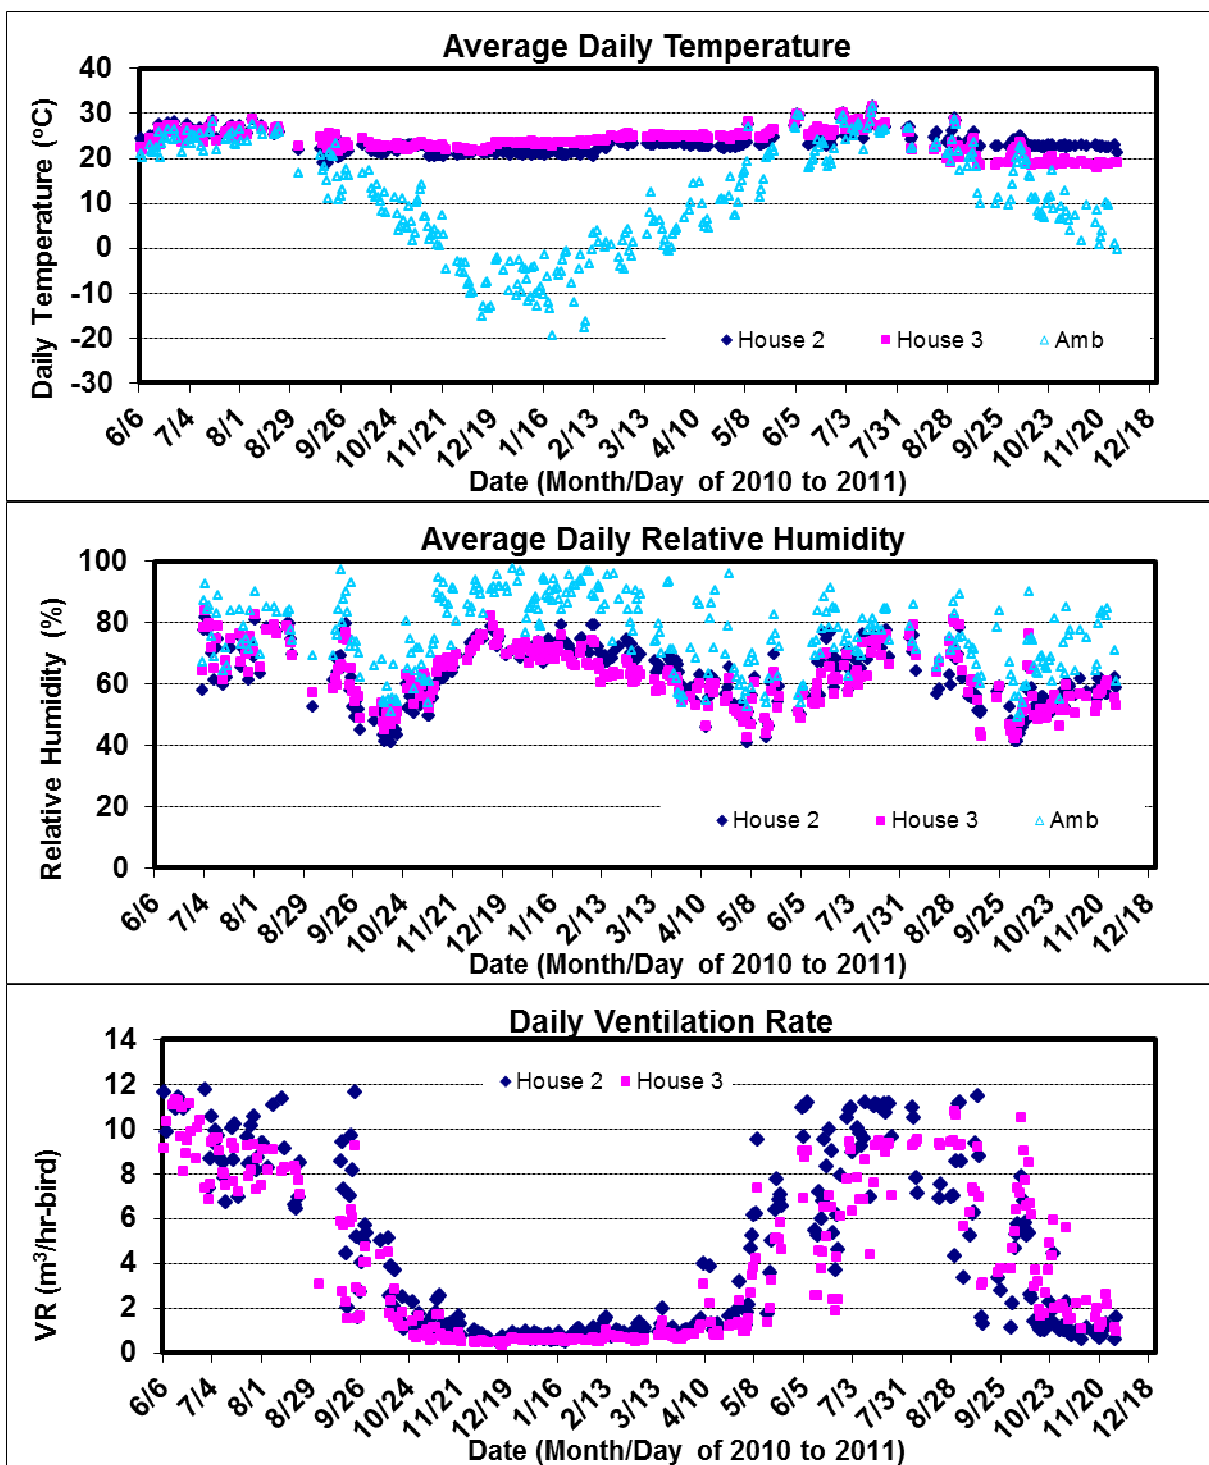 Average Daily Temperature
Daily Temperature (ºC)
40
30
20
10
0
-10
-20
-30
House 2 House 3 Amb
6/6 7/4 8/1 8/29 9/26 10/24 11/21 12/19 1/16 2/13 3/13 4/10 5/8 6/5 7/3 7/31 8/28 9/25 10/23 11/20 12/18
Date (Month/Day of 2010 to 2011)
Average Daily Relative Humidity
Relative Humidity (%)
100
80
60
40
20
0
House 2 House 3 Amb
6/6 7/4 8/1 8/29 9/26 10/24 11/21 12/19 1/16 2/13 3/13 4/10 5/8 6/5 7/3 7/31 8/28 9/25 10/23 11/20 12/18
Date (Month/Day of 2010 to 2011)
Daily Ventilation Rate
VR (m³/hr-bird)
14
12
10
8
6
4
2
0
House 2 House 3
6/6 7/4 8/1 8/29 9/26 10/24 11/21 12/19 1/16 2/13 3/13 4/10 5/8 6/5 7/3 7/31 8/28 9/25 10/23 11/20 12/18
Date (Month/Day of 2010 to 2011)